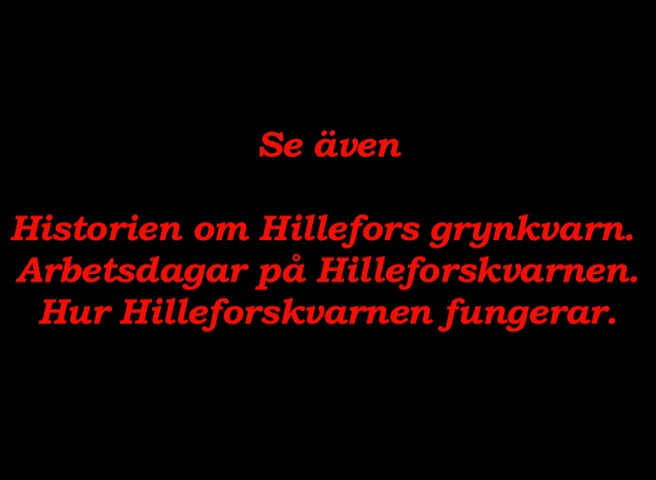 Se även
Historien om Hillefors grynkvarn.
Arbetsdagar på Hilleforskvarnen.
Hur Hilleforskvarnen fungerar.